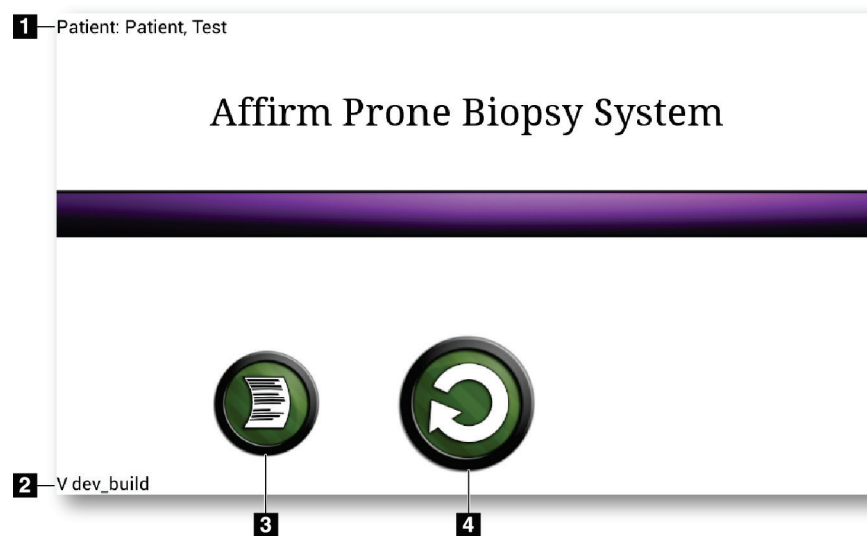 1 Patient: Patient, Test
Affirm Prone Biopsy System
2 V dev_build
3 4